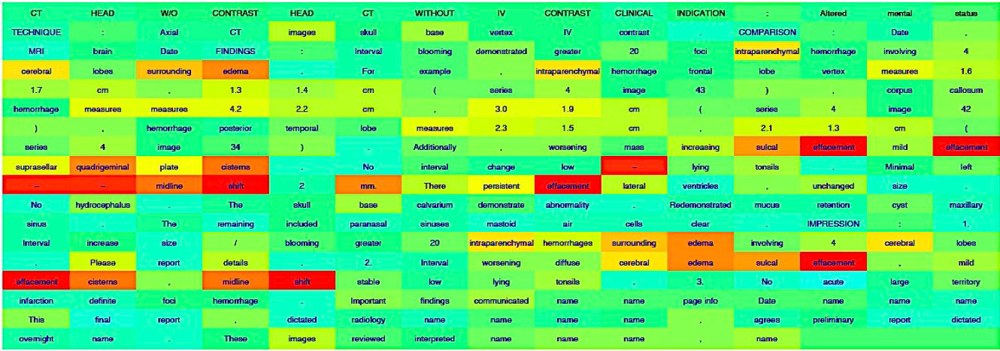 CT HEAD W/O CONTRAST HEAD CT WITHOUT IV CONTRAST CLINICAL INDICATION : Altered mental status
TECHNIQUE : Axial CT images skull base vertex IV contrast . COMPARISON : Date ,
MRI brain Date FINDINGS : Interval blooming demonstrated greater 20 foci intraparenchymal hemorrhage involving 4
cerebral lobes surrounding edema . For example , intraparenchymal hemorrhage frontal lobe vertex measures 1.6
1.7 cm , 1.3 1.4 cm ( series 4 image 43 ) , corpus callosum
hemorrhage measures measures 4.2 2.2 cm , 3.0 1.9 cm ( series 4 image 42
) , hemorrhage posterior temporal lobe measures 2.3 1.5 cm , 2.1 1.3 cm (
series 4 image 34 ) . Additionally , worsening mass increasing sulcal effacement mild effacement
suprasellar quadrigeminal plate cisterns . No interval change low – lying tonsils . Minimal left
– – midline shift 2 mm. There persistent effacement lateral ventricles , unchanged size .
No hydrocephalus . The skull base calvarium demonstrate abnormality . Redemonstrated mucus retention cyst maxillary
sinus . The remaining included paranasal sinuses mastoid air cells clear . IMPRESSION : 1.
Interval increase size / blooming greater 20 intraparenchymal hemorrhages surrounding edema involving 4 cerebral lobes
. Please report details . 2. Interval worsening diffuse cerebral edema sulcal effacement , mild
effacement cisterns , midline shift stable low lying tonsils . 3. No acute large territory
infarction definite foci hemorrhage . Important findings communicated name name page info Date name name name
This final report , dictated radiology name name name name , agrees preliminary report dictated
overnight name . These images reviewed interpreted name name name , name